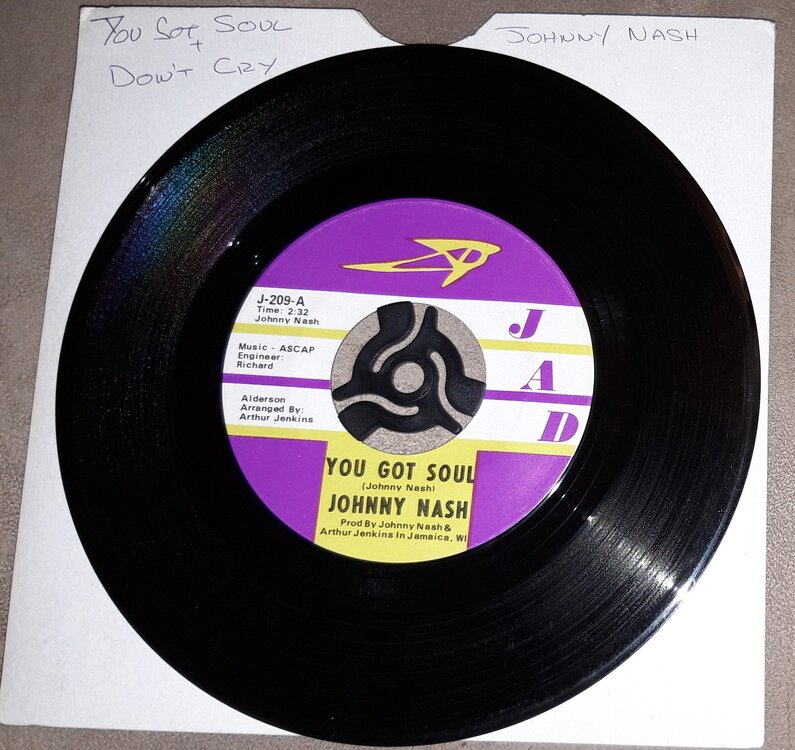 You Got Soul
+
Don't Cry
Johnny Nash
J-209-A
Time: 2:32
Johnny Nash
Music - ASCAP
Engineer:
Richard
Alderson
Arranged By:
Arthur Jenkins
J
A
D
YOU GOT SOUL
(Johnny Nash)
JOHNNY NASH
Prod By Johnny Nash &
Arthur Jenkins In Jamaica, WI